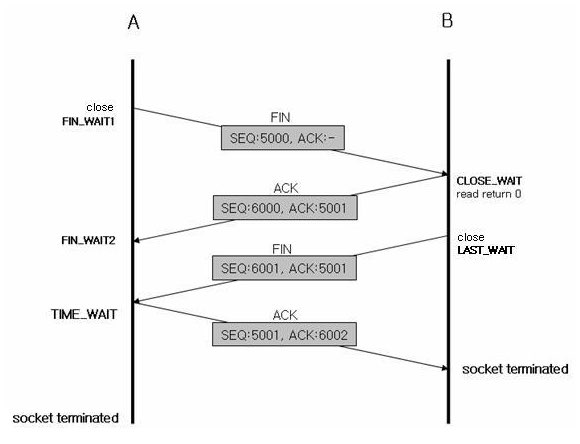 A
B
close
FIN_WAIT1
FIN
SEQ:5000, ACK:-
CLOSE_WAIT
read return 0
ACK
SEQ:6000, ACK:5001
FIN_WAIT2
close
LAST_WAIT
FIN
SEQ:6001, ACK:5001
TIME_WAIT
ACK
SEQ:5001, ACK:6002
socket terminated
socket terminated